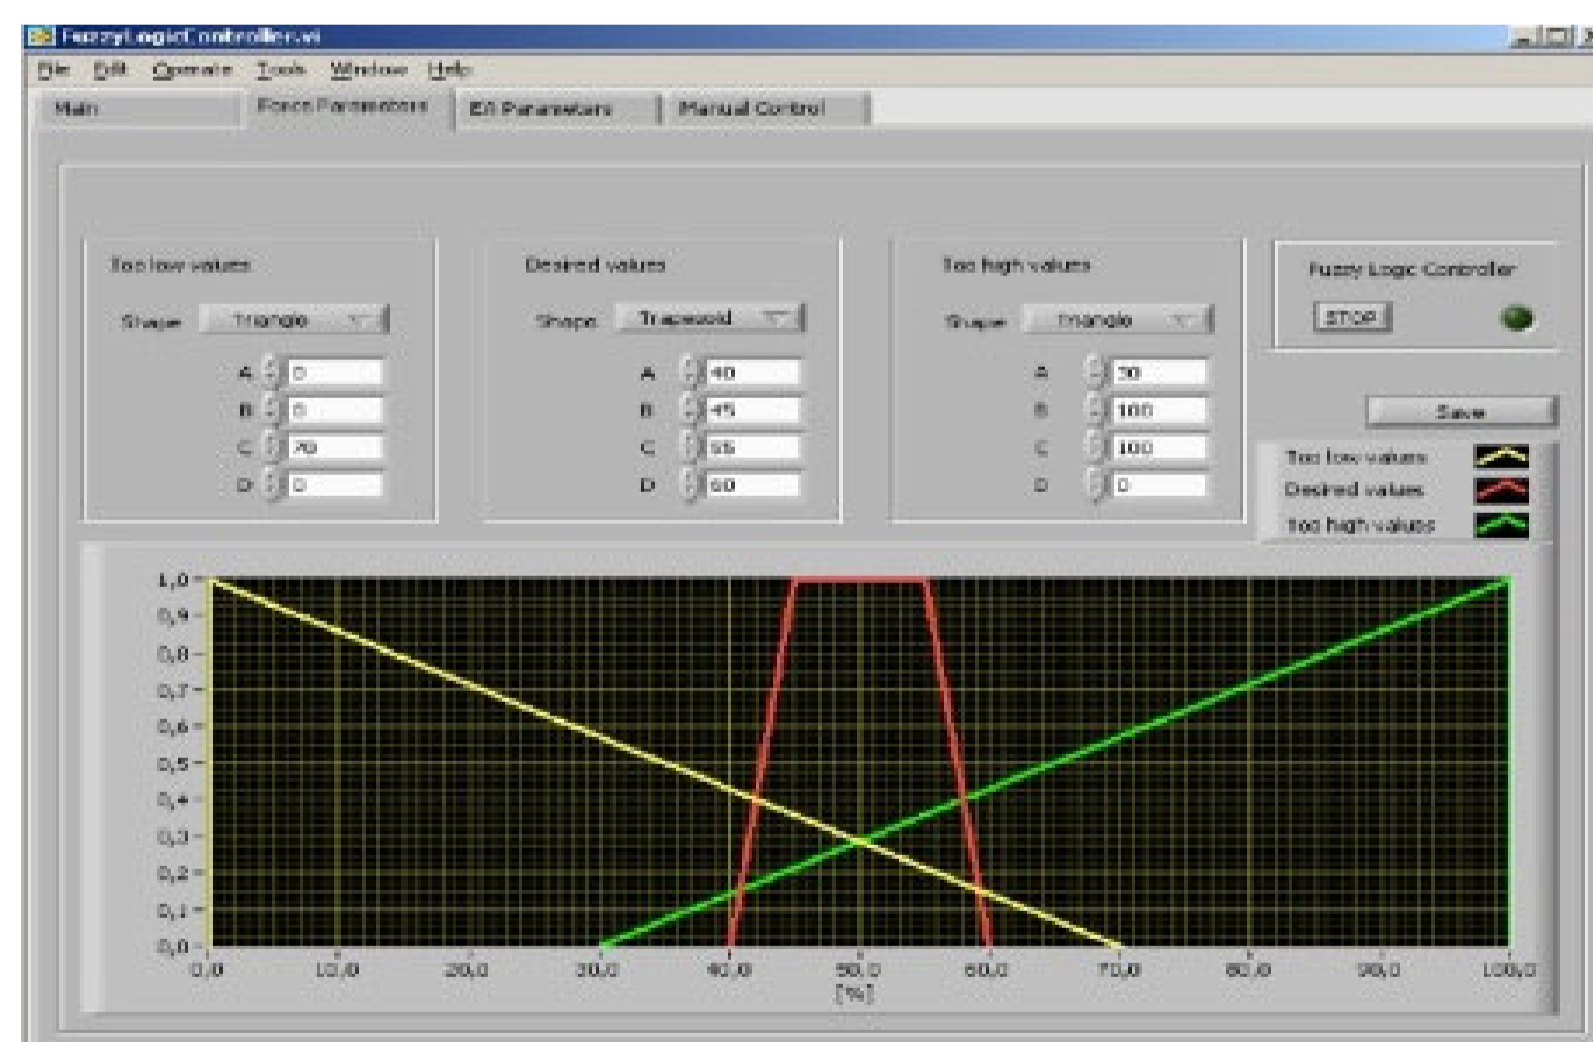 FuzzyLogicController.vi
File Edit Operate Tools Window Help
Main Force Parameters E/I Parameters Manual Control
Too low values
Shape Triangle
A 0
B 0
C 70
D 0
Desired values
Shape Trapezoid
A 40
B 45
C 55
D 60
Too high values
Shape Triangle
A 30
B 100
C 100
D 0
Fuzzy Logic Controller
STOP
Save
Too low values
Desired values
Too high values
1,0
0,9
0,8
0,7
0,6
0,5
0,4
0,3
0,2
0,1
0,0
0,0 10,0 20,0 30,0 40,0 50,0 60,0 70,0 80,0 90,0 100,0
[%]